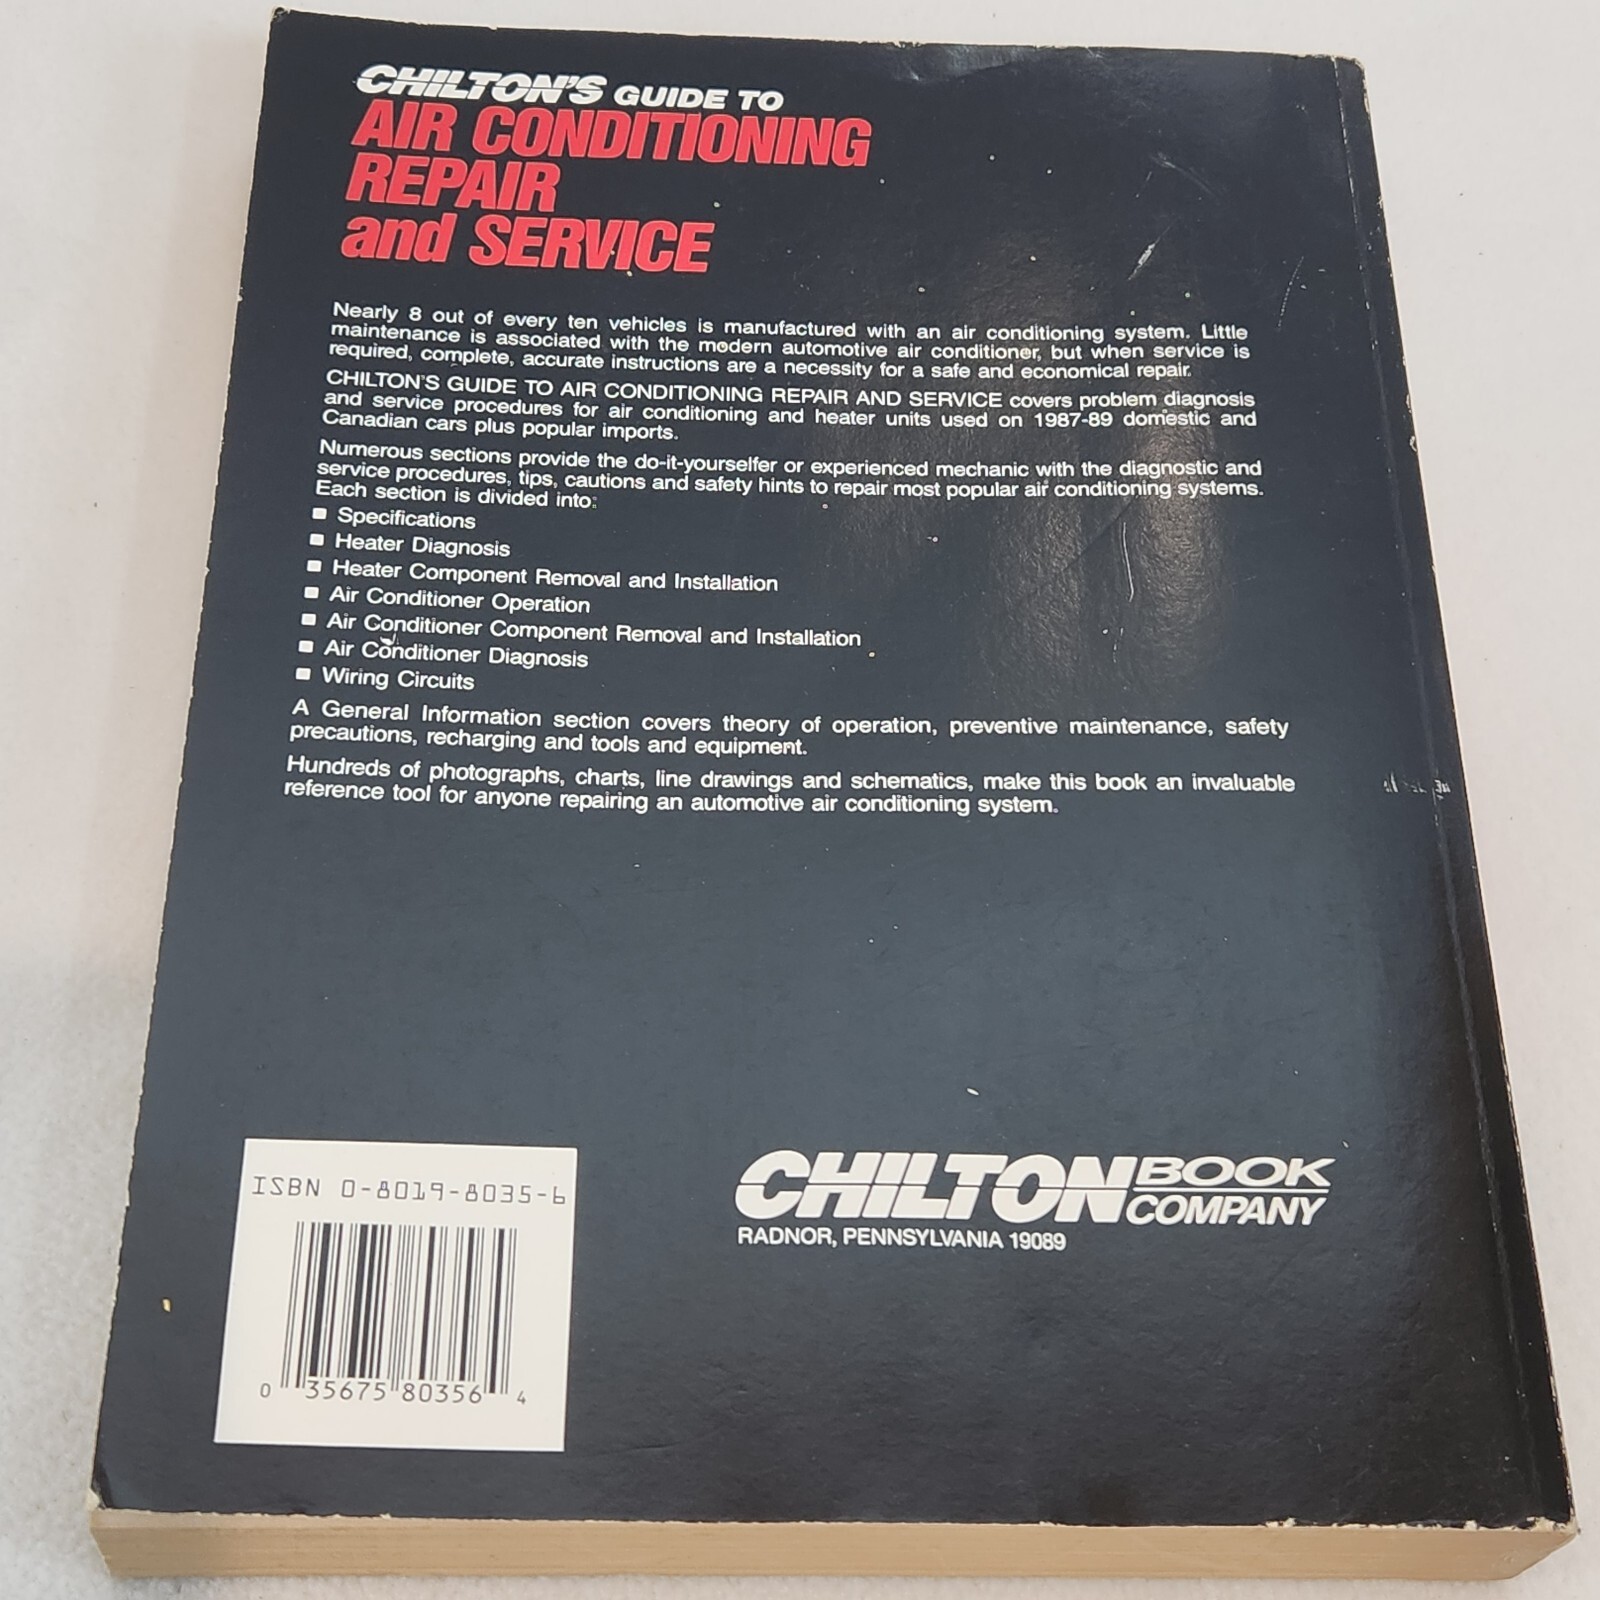 CHILTON'S GUIDE TO
AIR CONDITIONING
REPAIR
and SERVICE
Nearly 8 out of every ten vehicles is manufactured with an air conditioning system. Little
maintenance is associated with the modern automotive air conditioner, but when service is
required, complete, accurate instructions are a necessity for a safe and economical repair.
CHILTON'S GUIDE TO AIR CONDITIONING REPAIR AND SERVICE covers problem diagnosis
and service procedures for air conditioning and heater units used on 1987-89 domestic and
Canadian cars plus popular imports.
Numerous sections provide the do-it-yourselfer or experienced mechanic with the diagnostic and
service procedures, tips, cautions and safety hints to repair most popular air conditioning systems.
Each section is divided into:
■ Specifications
■ Heater Diagnosis
■ Heater Component Removal and Installation
■ Air Conditioner Operation
■ Air Conditioner Component Removal and Installation
■ Air Conditioner Diagnosis
■ Wiring Circuits
A General Information section covers theory of operation, preventive maintenance, safety
precautions, recharging and tools and equipment.
Hundreds of photographs, charts, line drawings and schematics, make this book an invaluable
reference tool for anyone repairing an automotive air conditioning system.
ISBN 0-8019-8035-6
0 35675 80356 4
CHILTON BOOK COMPANY
RADNOR, PENNSYLVANIA 19089